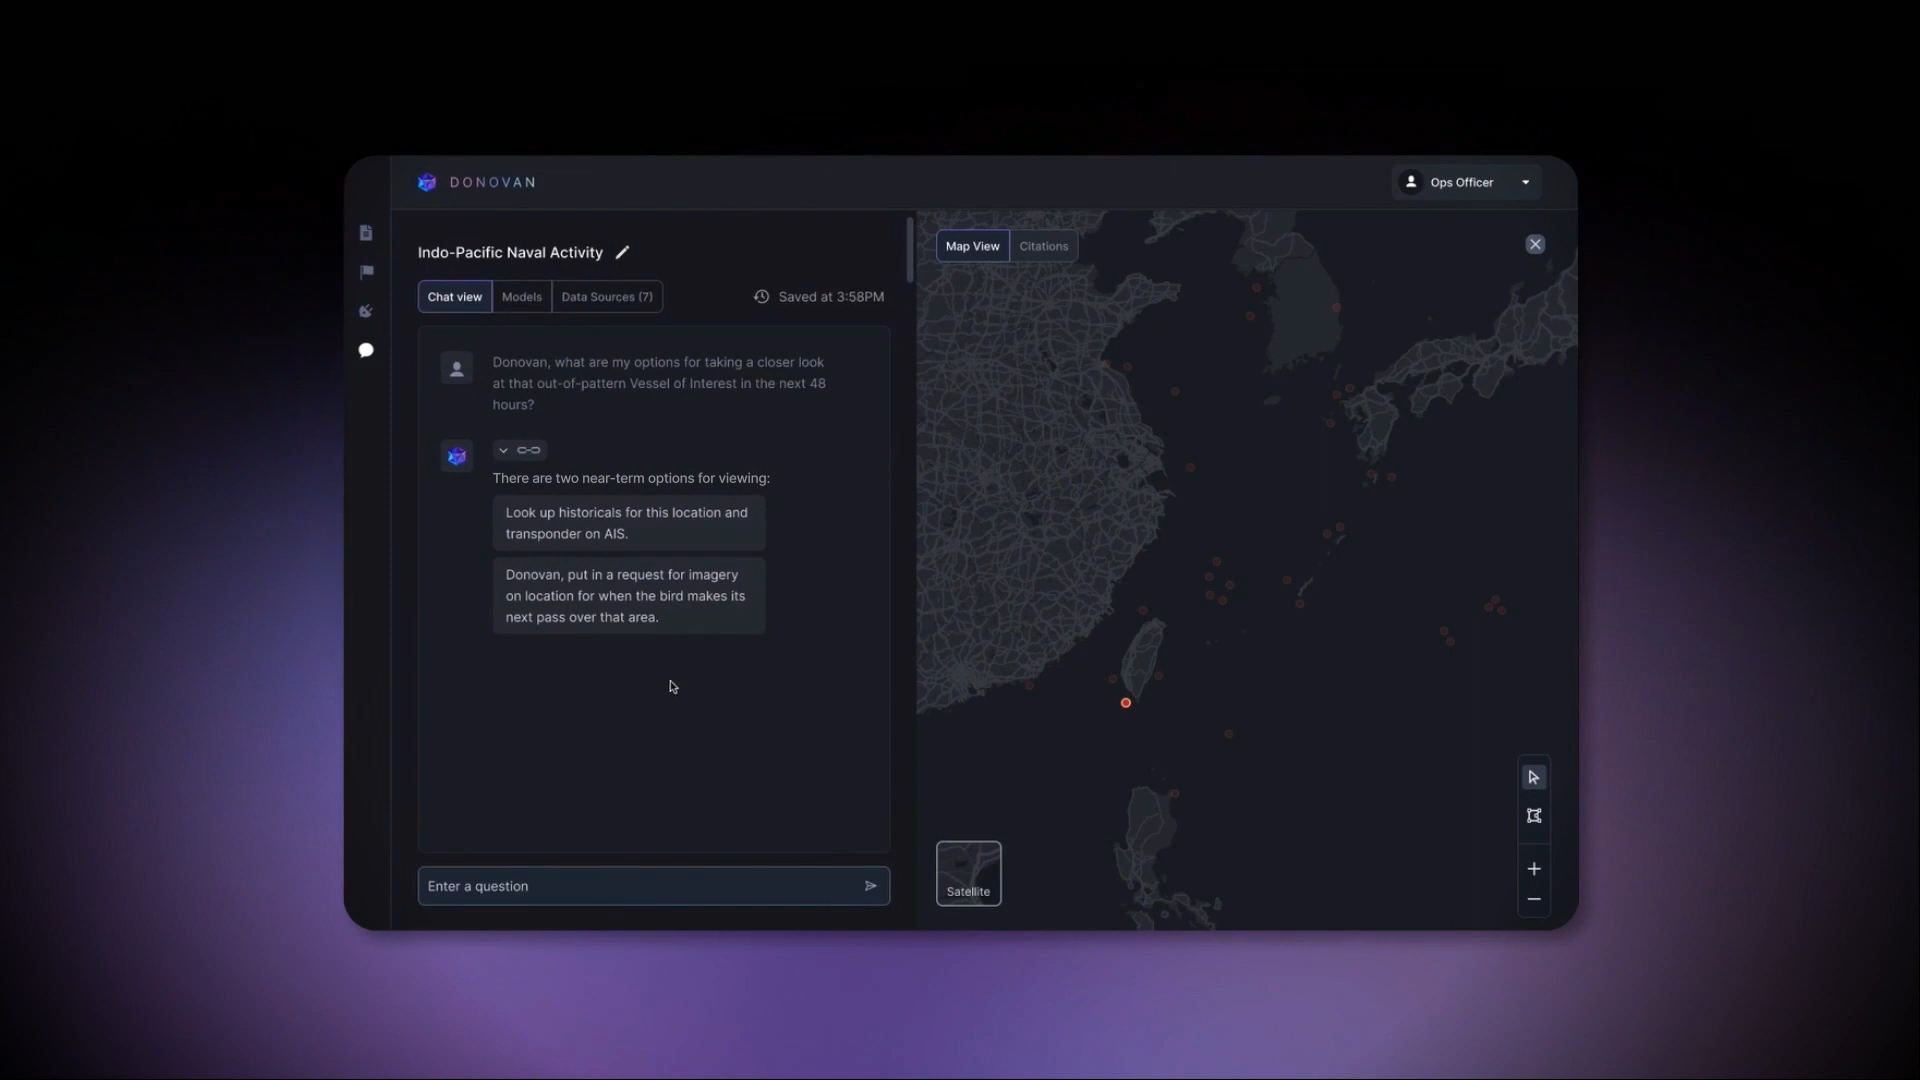 DONOVAN
Ops Officer
Indo-Pacific Naval Activity
Chat view
Models
Data Sources (7)
Saved at 3:58PM
Donovan, what are my options for taking a closer look
at that out-of-pattern Vessel of Interest in the next 48
hours?
There are two near-term options for viewing:
Look up historicals for this location and
transponder on AIS.
Donovan, put in a request for imagery
on location for when the bird makes its
next pass over that area.
Enter a question
Map View
Citations
Satellite